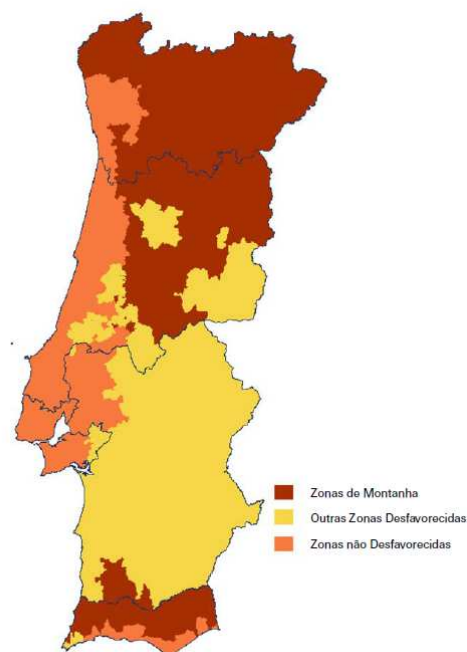 Zonas de Montanha
Outras Zonas Desfavorecidas
Zonas não Desfavorecidas